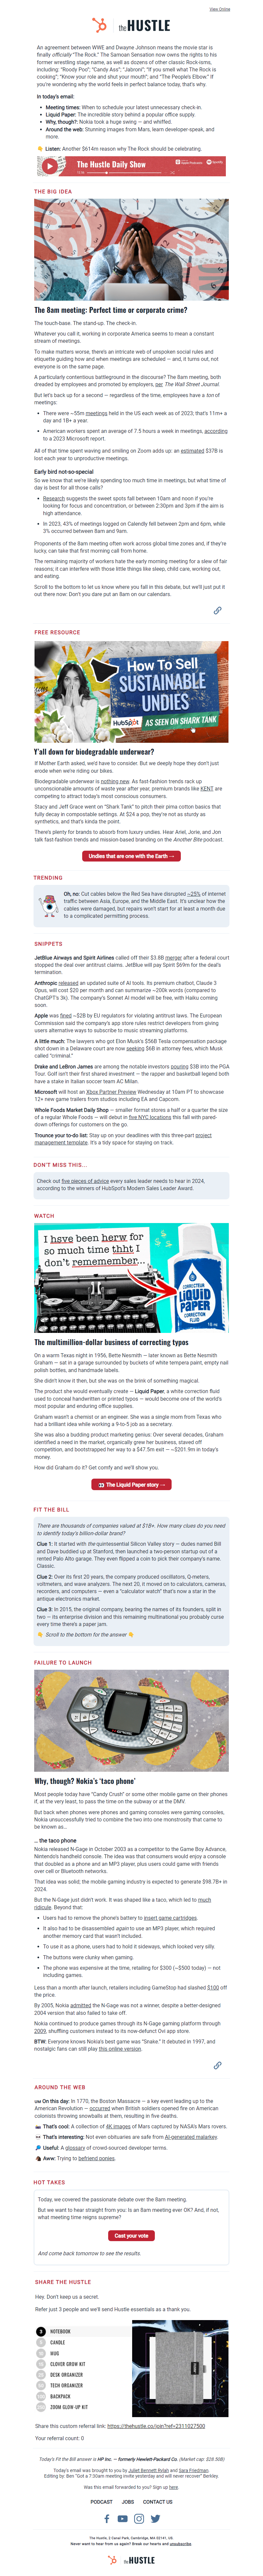 View Online
the HUSTLE
An agreement between WWE and Dwayne Johnson means the movie star is
finally officially "The Rock." The Samoan Sensation now owns the rights to his
former wrestling stage name, as well as dozens of other classic Rock-isms,
including: "Roody Poo", "Candy Ass", "Jabroni", "If you smell what The Rock is
cooking", "Know your role and shut your mouth", and "The People's Elbow." If
you're wondering why the world feels in perfect balance today, that's why.
In today's email:
Meeting times: When to schedule your latest unnecessary check-in.
Liquid Paper: The incredible story behind a popular office supply.
Why, though?: Nokia took a huge swing — and whiffed.
Around the web: Stunning images from Mars, learn developer-speak, and
more.
👇 Listen: Another $614m reason why The Rock should be celebrating.
The Hustle Daily Show
THE BIG IDEA
The 8am meeting: Perfect time or corporate crime?
The touch-base. The stand-up. The check-in.
Whatever you call it, working in corporate America seems to mean a constant
stream of meetings.
To make matters worse, there's an intricate web of unspoken social rules and
etiquette guiding how and when meetings are scheduled — and, it turns out, not
everyone is on the same page.
A particularly contentious battleground in the discourse? The 8am meeting, both
dreaded by employees and promoted by employers, per The Wall Street Journal.
But let's back up for a second — regardless of the time, employees have a ton of
meetings:
There were ~55m meetings held in the US each week as of 2023; that's 11m+ a
day and 1B+ a year.
American workers spent an average of 7.5 hours a week in meetings, according
to a 2023 Microsoft report.
All of that time spent waving and smiling on Zoom adds up: an estimated $37B is
lost each year to unproductive meetings.
Early bird not-so-special
So we know that we're likely spending too much time in meetings, but what time
of day is best for all those calls?
Research suggests the sweet spots fall between 10am and noon if you're
looking for focus and concentration, or between 2:30pm and 3pm if the aim is
high attendance.
In 2023, 43% of meetings logged on Calendly fell between 2pm and 6pm, while
3% occurred between 8am and 9am.
Proponents of the 8am meeting often work across global time zones and, if they're
lucky, can take that first morning call from home.
The remaining majority of workers hate the early morning meeting for a slew of fair
reasons; it can interfere with those little things like sleep, child care, working out,
and eating.
Scroll to the bottom to let us know where you fall in this debate, but we'll just put it
out there now: Don't you dare put an 8am on our calendars.
FREE RESOURCE
How To Sell
SUSTAINABLE
UNDIES
HubSpot
AS SEEN ON SHARK TANK
Y'all down for biodegradable underwear?
If Mother Earth asked, we'd have to consider. But we deeply hope they don't just
erode when we're riding our bikes.
Biodegradable underwear is nothing new. As fast-fashion trends rack up
unconscionable amounts of waste year after year, premium brands like KENT are
competing to attract today's most conscious consumers.
Stacy and Jeff Grace went on "Shark Tank" to pitch their pima cotton basics that
fully decay in composting settings. At $24 a pop, they're not as sturdy as
synthetics, and that's kinda the point.
There's plenty for brands to absorb from luxury undies. Hear Ariel, Jone, and Jon
talk fast-fashion trends and mission-based branding on the Another Bite podcast.
Undies that are one with the Earth →
TRENDING
Oh, no: Cut cables below the Red Sea have disrupted ~25% of internet
traffic between Asia, Europe, and the Middle East. It's unclear how the
cables were damaged, but repairs won't start for at least a month due
to a complicated permitting process.
SNIPPETS
JetBlue Airways and Spirit Airlines called off their $3.8B merger after a federal court
stopped the deal over antitrust claims. JetBlue will pay Spirit $69m for the deal's
termination.
Anthropic released an updated suite of AI tools. Its premium chatbot, Claude 3
Opus, will cost $20 per month and can summarize ~200k words (compared to
ChatGPT's 3k). The company's Sonnet AI model will be free, with Haiku coming
soon.
Apple was fined ~$2B by EU regulators for violating antitrust laws. The European
Commission said the company's app store rules restrict developers from giving
users alternative ways to subscribe to music streaming platforms.
A little much: The lawyers who got Elon Musk's $56B Tesla compensation package
shot down in a Delaware court are now seeking $6B in attorney fees, which Musk
called "criminal."
Drake and LeBron James are among the notable investors pouring $3B into the PGA
Tour. Golf isn't their first shared investment — the rapper and basketball legend both
have a stake in Italian soccer team AC Milan.
Microsoft will host an Xbox Partner Preview Wednesday at 10am PT to showcase
12+ new game trailers from studios including EA and Capcom.
Whole Foods Market Daily Shop — smaller format stores a half or a quarter the size
of a regular Whole Foods — will debut in five NYC locations this fall with pared-
down offerings for customers on the go.
Trounce your to-do list: Stay up on your deadlines with this three-part project
management template. It's a tidy superpower for staying on track.
DON'T MISS THIS...
Check out five pieces of advice every sales leader needs to hear in 2024,
according to the winners of HubSpot's Modern Sales Leader Award.
WATCH
I have been here for
so much herw thht I
don't rememmber.
LIQUID
PAPER
CORRECTION
FLUID
The multimillion-dollar business of correcting typos
On a warm Texas night in 1956, Bette Nesmith — later known as Bette Nesmith
Graham — sat in a garage surrounded by buckets of white tempera paint, empty nail
polish bottles, and handmade labels.
She didn't know it then, but she was on the brink of something magical.
The product she would eventually create — Liquid Paper, a white correction fluid
used to conceal handwritten or printed typos — would become one of the world's
most popular and enduring office supplies.
Graham wasn't a chemist or an engineer. She was a single mom from Texas who
had a brilliant idea while working a 9-to-5 job as a secretary.
She was also a budding marketing genius: Over several decades, Graham
identified a need in the market, organically grew her business, staved off
competition, and bootstrapped her way to a $47.5m exit — ~$201.9m in today's
money.
How did Graham do it? Get comfy and we'll show you.
👀 The Liquid Paper story →
FIT THE BILL
There are thousands of companies valued at $1B+. How many clues do you need
to identify today's billion-dollar brand?
Clue 1: It started with the quintessential Silicon Valley story — dudes named Bill
and Dave buddied up at Stanford, then launched a two-person startup out of a
rented Palo Alto garage. They even flipped a coin to pick their company's name.
Classic.
Clue 2: Over its first 20 years, the company produced oscillators, Q-meters,
voltmeters, and wave analyzers. The next 20, it moved on to calculators, cameras,
recorders, and computers — even a "calculator watch" that's now a star in the
antique electronics market.
Clue 3: In 2015, the original company, bearing the names of its founders, split in
two — its enterprise division and the remaining multinational you probably curse
every time there's a paper jam.
👇 Scroll to the bottom for the answer 👇
FAILURE TO LAUNCH
Why, though? Nokia's 'taco phone'
Most people today have "Candy Crush" or some other mobile game on their phones
if, at the very least, to pass the time on the subway or at the DMV.
But back when phones were phones and gaming consoles were gaming consoles,
Nokia unsuccessfully tried to combine the two into one monstrosity that came to
be known as...
… the taco phone
Nokia released N-Gage in October 2003 as a competitor to the Game Boy Advance,
Nintendo's handheld console. The idea was that consumers would enjoy a console
that doubled as a phone and an MP3 player, plus users could game with friends
over cell or Bluetooth networks.
That idea was solid; the mobile gaming industry is expected to generate $98.7B+ in
2024.
But the N-Gage just didn't work. It was shaped like a taco, which led to much
ridicule. Beyond that:
Users had to remove the phone's battery to insert game cartridges.
It also had to be disassembled again to use an MP3 player, which required
another memory card that wasn't included.
To use it as a phone, users had to hold it sideways, which looked very silly.
The buttons were clunky when gaming.
The phone was expensive at the time, retailing for $300 (~$500 today) — not
including games.
Less than a month after launch, retailers including GameStop had slashed $100 off
the price.
By 2005, Nokia admitted the N-Gage was not a winner, despite a better-designed
2004 version that also failed to take off.
Nokia continued to produce games through its N-Gage gaming platform through
2009, shuffling customers instead to its now-defunct Ovi app store.
BTW: Everyone knows Nokia's best game was "Snake." It debuted in 1997, and
nostalgic fans can still play this online version.
AROUND THE WEB
On this day: In 1770, the Boston Massacre — a key event leading up to the
American Revolution — occurred when British soldiers opened fire on American
colonists throwing snowballs at them, resulting in five deaths.
That's cool: A collection of 4K images of Mars captured by NASA's Mars rovers.
That's interesting: Not even obituaries are safe from AI-generated malarkey.
🔎 Useful: A glossary of crowd-sourced developer terms.
Aww: Trying to befriend ponies.
HOT TAKES
Today, we covered the passionate debate over the 8am meeting.
But we want to hear straight from you: Is an 8am meeting ever OK? And, if not,
what meeting time reigns supreme?
Cast your vote
And come back tomorrow to see the results.
SHARE THE HUSTLE
Hey. Don't keep us a secret.
Refer just 3 people and we'll send Hustle essentials as a thank you.
3 NOTEBOOK
CANDLE
MUG
CLOVER GROW KIT
DESK ORGANIZER
TECH ORGANIZER
BACKPACK
ZOOM GLOW-UP KIT
Share this custom referral link: https://thehustle.co/join?ref=2311027500
Your referral count: 0
Today's Fit the Bill answer is HP Inc. — formerly Hewlett-Packard Co. (Market cap: $28.50B)
Today's email was brought to you by Juliet Bennett Rylah and Sara Friedman.
Editing by: Ben "Got a 7:30am meeting invite yesterday and will never recover" Berkley.
Was this email forwarded to you? Sign up here.
PODCAST JOBS CONTACT US
The Hustle, 2 Canal Park, Cambridge, MA 02141, US
Never want to hear from us again? Break our hearts and unsubscribe.
the HUSTLE